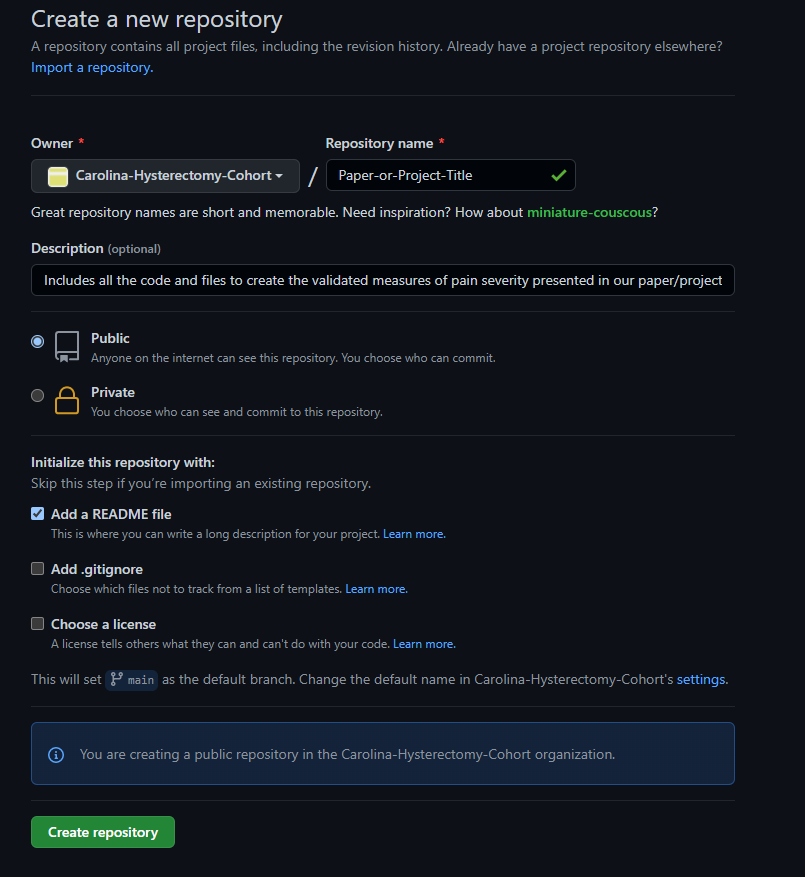 Create a new repository
A repository contains all project files, including the revision history. Already have a project repository elsewhere?
Import a repository.
Owner * Repository name *
Carolina-Hysterectomy-Cohort / Paper-or-Project-Title
Great repository names are short and memorable. Need inspiration? How about miniature-couscous?
Description (optional)
Includes all the code and files to create the validated measures of pain severity presented in our paper/project
Public
Anyone on the internet can see this repository. You choose who can commit.
Private
You choose who can see and commit to this repository.
Initialize this repository with:
Skip this step if you're importing an existing repository.
Add a README file
This is where you can write a long description for your project. Learn more.
Add .gitignore
Choose which files not to track from a list of templates. Learn more.
Choose a license
A license tells others what they can and can't do with your code. Learn more.
This will set main as the default branch. Change the default name in Carolina-Hysterectomy-Cohort's settings.
You are creating a public repository in the Carolina-Hysterectomy-Cohort organization.
Create repository